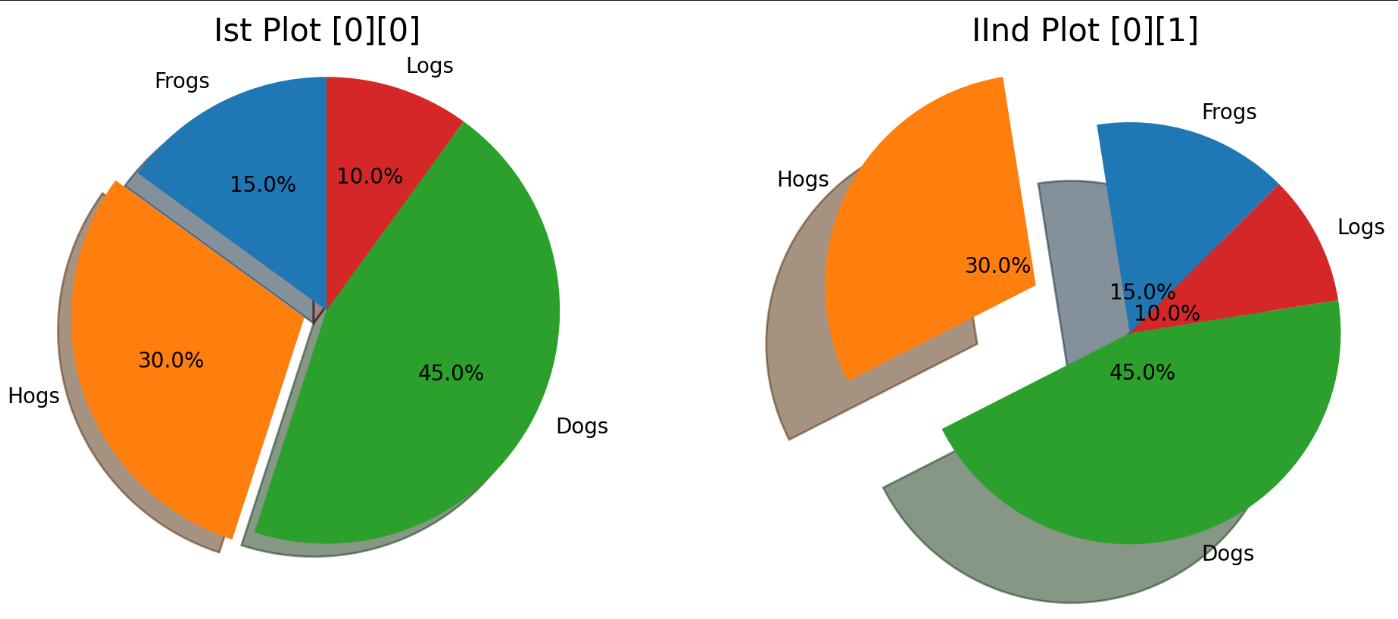 Ist Plot [0][0]
Frogs
Logs
15.0%
10.0%
30.0%
45.0%
Hogs
Dogs
IInd Plot [0][1]
Frogs
Hogs
Logs
30.0%
15.0%
10.0%
45.0%
Dogs